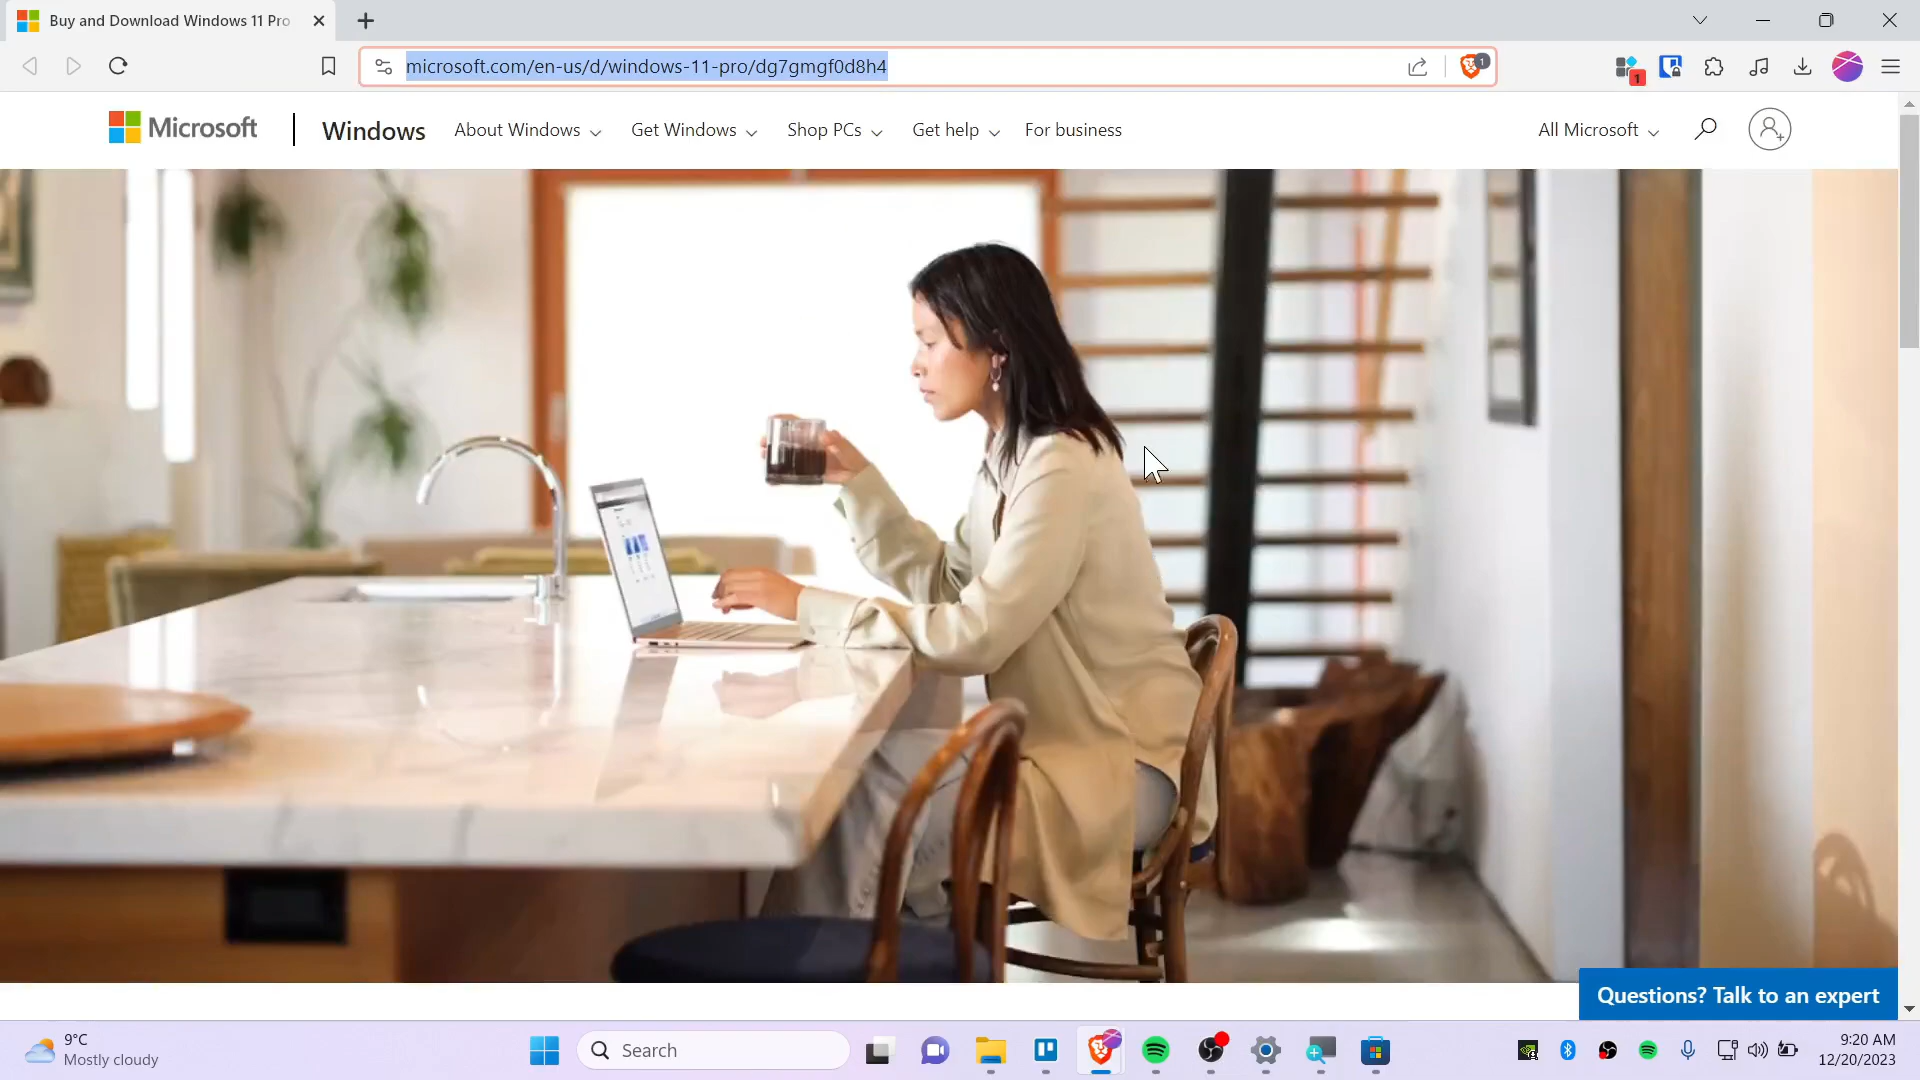 Buy and Download Windows 11 Pro
microsoft.com/en-us/d/windows-11-pro/dg7gmgf0d8h4
1
1
Microsoft
Windows
About Windows
Get Windows
Shop PCs
Get help
For business
All Microsoft
Questions? Talk to an expert
9°C
Mostly cloudy
Search
9:20 AM
12/20/2023